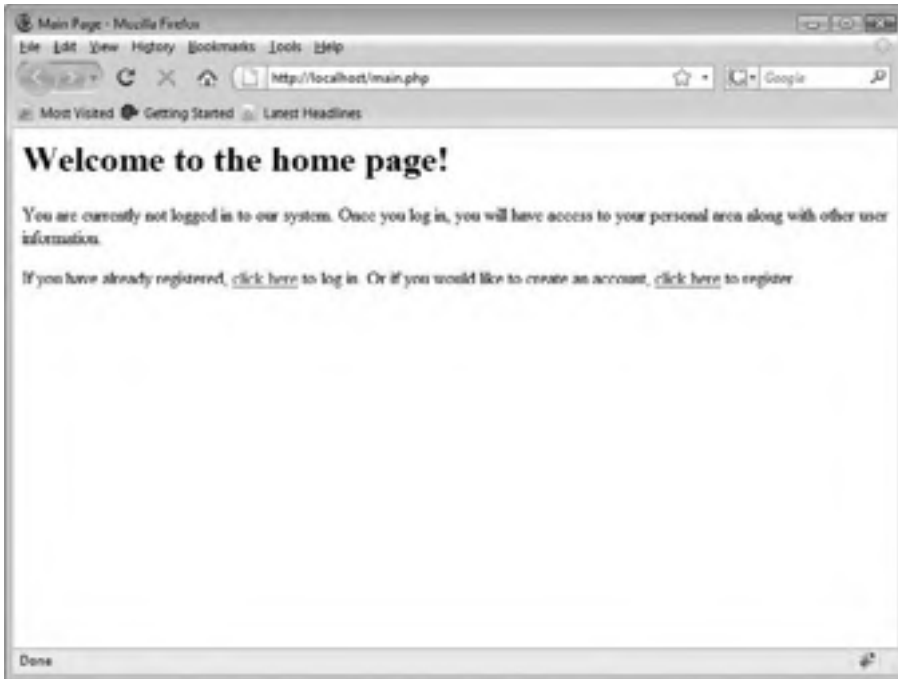 Main Page - Mozilla Firefox
File Edit View History Bookmarks Tools Help
http://localhost/main.php
Google
Most Visited Getting Started Latest Headlines
Welcome to the home page!
You are currently not logged in to our system. Once you log in, you will have access to your personal area along with other user
information.
If you have already registered, click here to log in. Or if you would like to create an account, click here to register.
Done